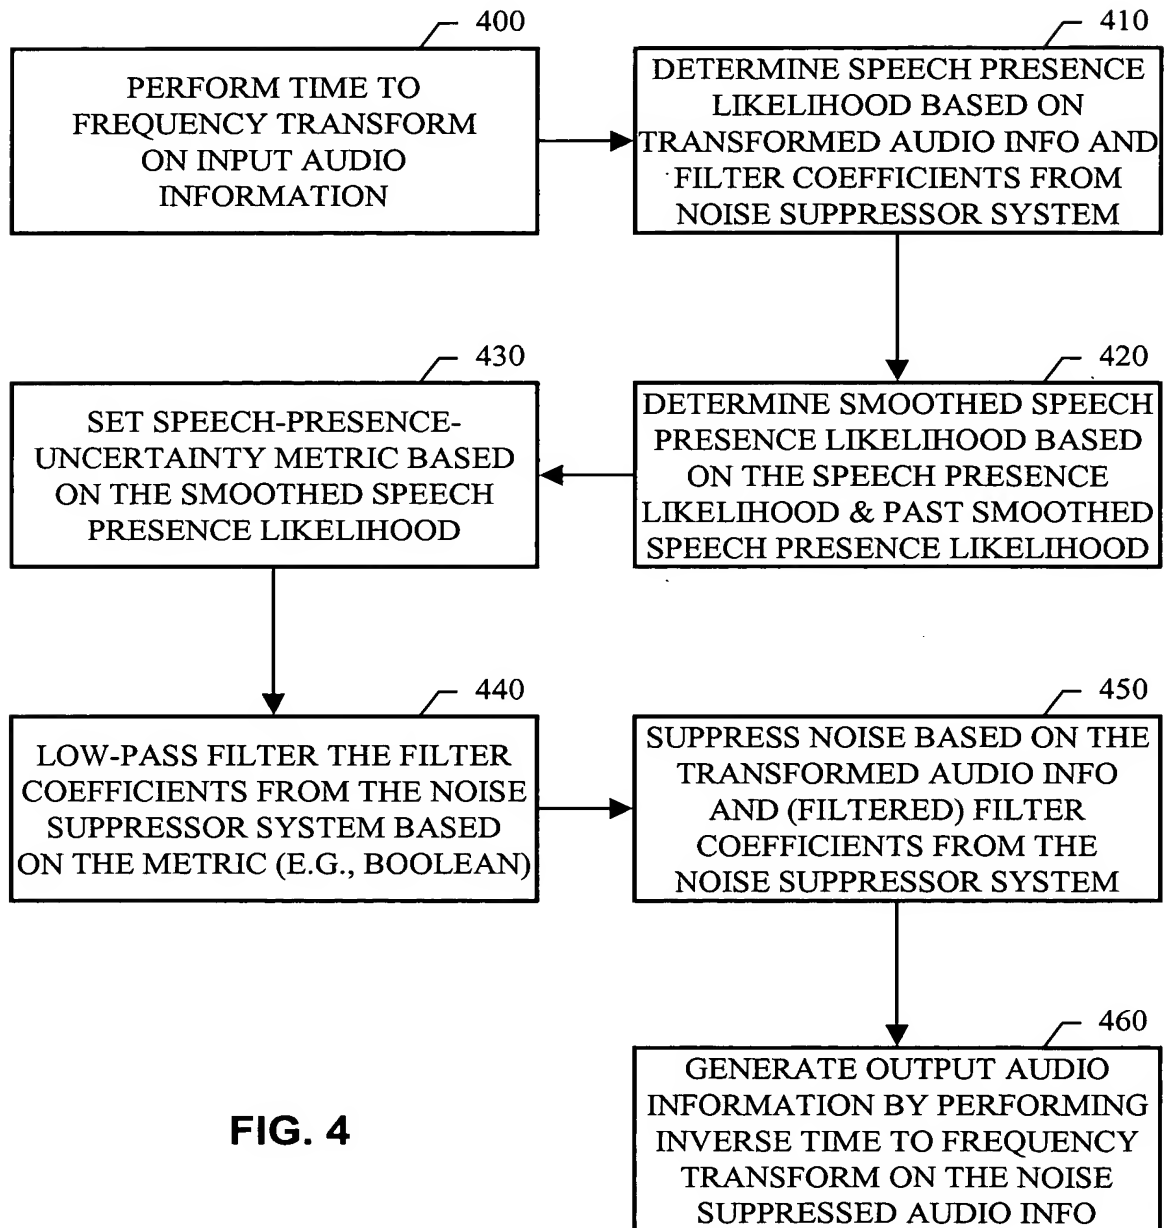 400
PERFORM TIME TO
FREQUENCY TRANSFORM
ON INPUT AUDIO
INFORMATION
410
DETERMINE SPEECH PRESENCE
LIKELIHOOD BASED ON
TRANSFORMED AUDIO INFO AND
FILTER COEFFICIENTS FROM
NOISE SUPPRESSOR SYSTEM
420
DETERMINE SMOOTHED SPEECH
PRESENCE LIKELIHOOD BASED
ON THE SPEECH PRESENCE
LIKELIHOOD & PAST SMOOTHED
SPEECH PRESENCE LIKELIHOOD
430
SET SPEECH-PRESENCE-
UNCERTAINTY METRIC BASED
ON THE SMOOTHED SPEECH
PRESENCE LIKELIHOOD
440
LOW-PASS FILTER THE FILTER
COEFFICIENTS FROM THE NOISE
SUPPRESSOR SYSTEM BASED
ON THE METRIC (E.G., BOOLEAN)
450
SUPPRESS NOISE BASED ON THE
TRANSFORMED AUDIO INFO
AND (FILTERED) FILTER
COEFFICIENTS FROM THE
NOISE SUPPRESSOR SYSTEM
460
GENERATE OUTPUT AUDIO
INFORMATION BY PERFORMING
INVERSE TIME TO FREQUENCY
TRANSFORM ON THE NOISE
SUPPRESSED AUDIO INFO
FIG. 4